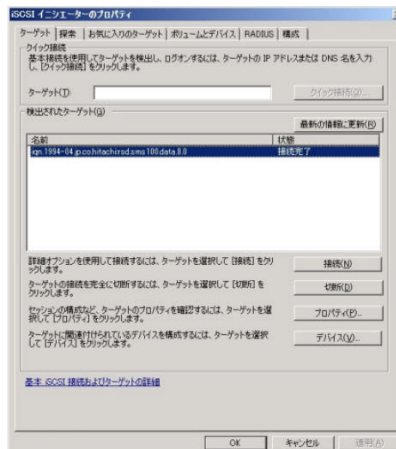 iSCSI イニシエーターのプロパティ
ターゲット 探索 お気に入りのターゲット ボリュームとデバイス RADIUS 構成
クイック接続
基本接続を使用してターゲットを検出し、ログオンするには、ターゲットの IP アドレスまたは DNS 名を入力
し、[クイック接続] をクリックします。
ターゲット(T): クイック接続(Q)...
検出されたターゲット(G)
最新の情報に更新(R)
名前 状態
iqn.1994-04.jp.co.hitachi:rsd.sms100.data.8.0 接続完了
詳細オプションを使用して接続するには、ターゲットを選択して [接続] をクリ
ックします。
接続(N)
ターゲットの接続を完全に切断するには、ターゲットを選択して [切断] を
クリックします。
切断(D)
セッションの構成など、ターゲットのプロパティを確認するには、ターゲットを選
択して [プロパティ] をクリックします。
プロパティ(P)...
ターゲットに関連付けられているデバイスを構成するには、ターゲットを選択
して [デバイス] をクリックします。
デバイス(V)...
基本 iSCSI 接続およびターゲットの詳細
OK キャンセル 適用(A)